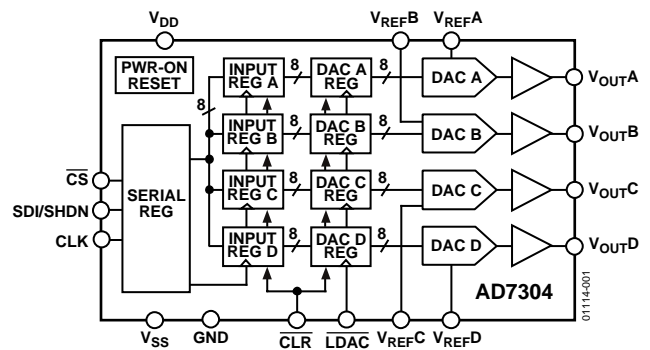 VDD
VREFB
VREFA
PWR-ON
RESET
8
INPUT
REG A
8
DAC A
REG
8
DAC A
VOUTA
INPUT
REG B
8
DAC B
REG
8
DAC B
VOUTB
CS
SDI/SHDN
CLK
SERIAL
REG
INPUT
REG C
8
DAC C
REG
8
DAC C
VOUTC
INPUT
REG D
8
DAC D
REG
8
DAC D
VOUTD
AD7304
01114-001
VSS
GND
CLR
LDAC
VREFC
VREFD